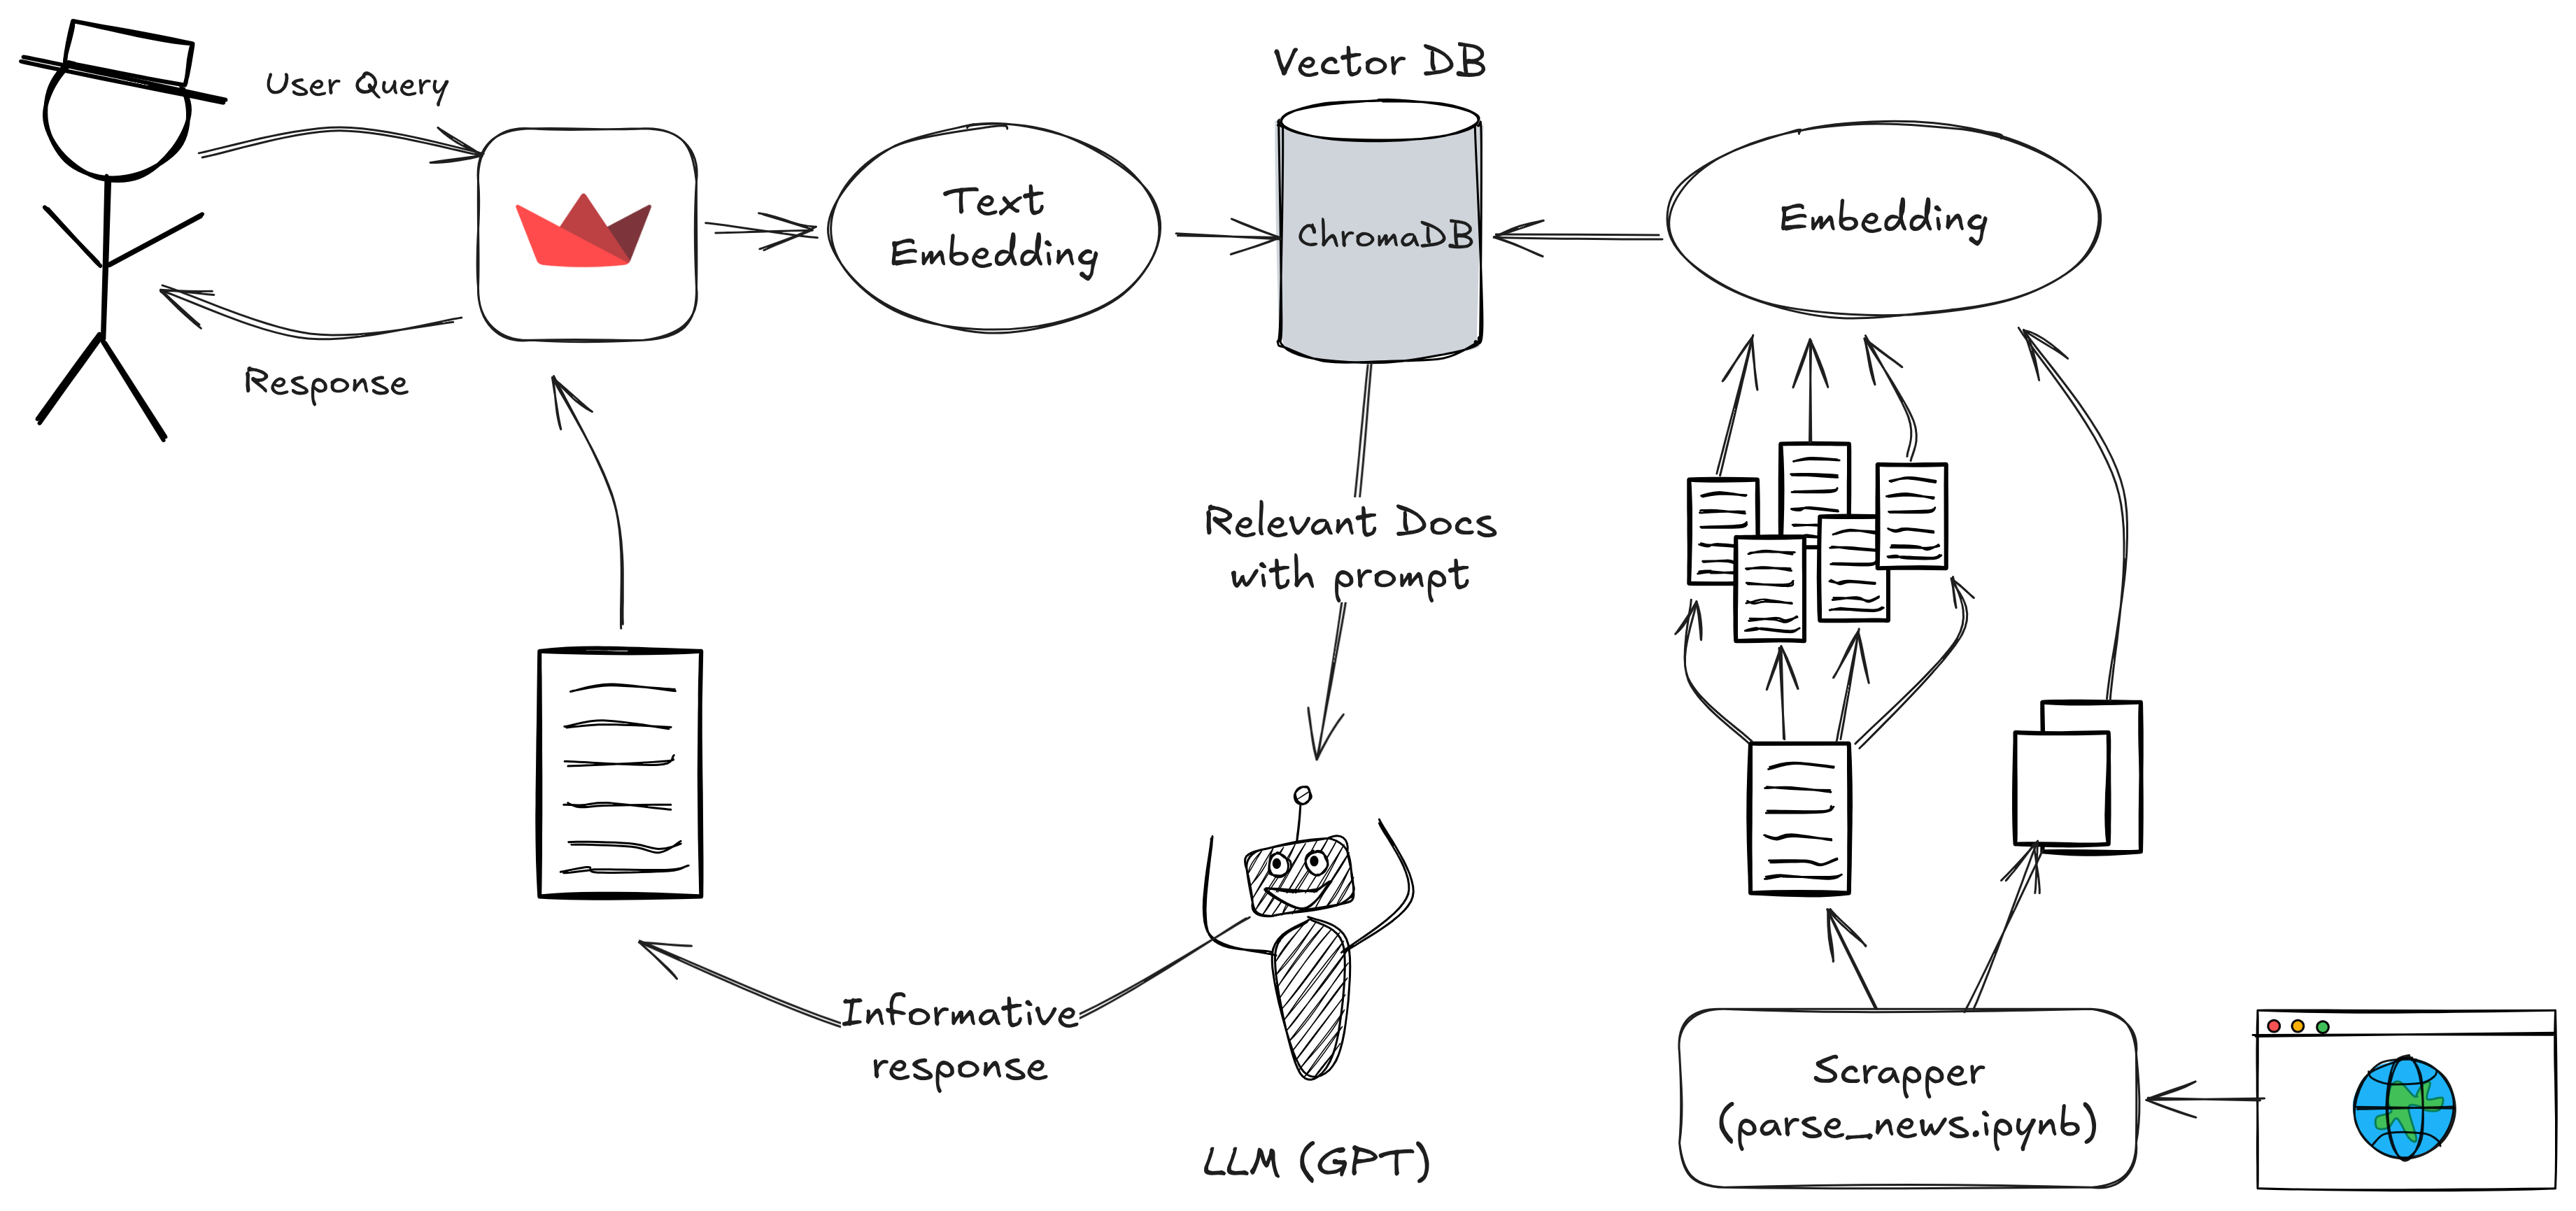 User Query
Response
Text
Embedding
Vector DB
ChromaDB
Embedding
Relevant Docs
with prompt
Informative
response
LLM (GPT)
Scrapper
(parse_news.ipynb)